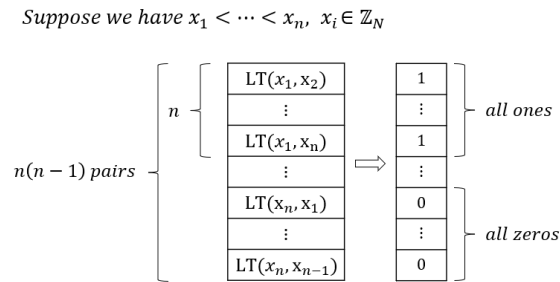 Suppose we have x₁ < ⋯ < xₙ, xᵢ ∈ ℤ_N
LT(x₁, x₂) 1
⋮ ⋮
n all ones
LT(x₁, xₙ) 1
n(n − 1) pairs ⋮ ⇨ ⋮
LT(xₙ, x₁) 0
⋮ ⋮ all zeros
LT(xₙ, xₙ₋₁) 0